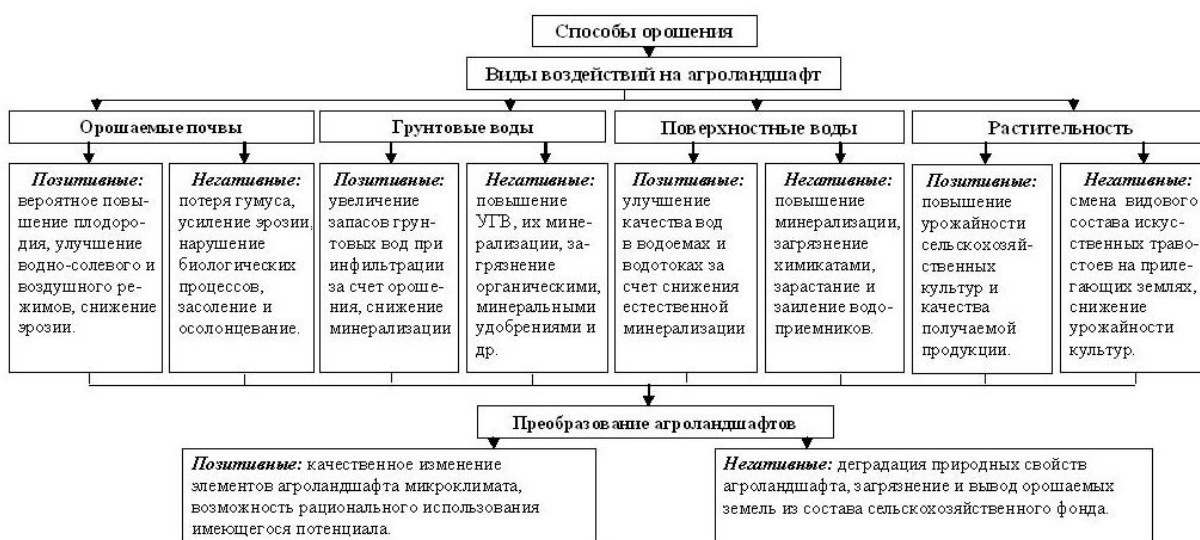 Способы орошения
Виды воздействий на агроландшафт
Орошаемые почвы
Грунтовые воды
Поверхностные воды
Растительность
Позитивные:
вероятное повы-
шение плодоро-
дия, улучшение
водно-солевого и
воздушного ре-
жимов, снижение
эрозии.
Негативные:
потеря гумуса,
усиление эрозии,
нарушение
биологических
процессов,
засоление и
осолонцевание.
Позитивные:
увеличение
запасов грун-
товых вод при
инфильтрации
за счет ороше-
ния, снижение
минерализации
Негативные:
повышение
УГВ, их мине-
рализации, за-
грязнение
органическими,
минеральными
удобрениями и
др.
Позитивные:
улучшение
качества вод
в водоемах и
водотоках за
счет снижения
естественной
минерализации
Негативные:
повышение
минерализации,
загрязнение
химикатами,
зарастание и
заиление водо-
приемников.
Позитивные:
повышение
урожайности
сельскохозяй-
ственных
культур и
качества
получаемой
продукции.
Негативные:
смена видового
состава искус-
ственных траво-
стоев на приле-
гающих землях,
снижение
урожайности
культур.
Преобразование агроландшафтов
Позитивные: качественное изменение
элементов агроландшафта микроклимата,
возможность рационального использования
имеющегося потенциала.
Негативные: деградация природных свойств
агроландшафта, загрязнение и вывод орошаемых
земель из состава сельскохозяйственного фонда.